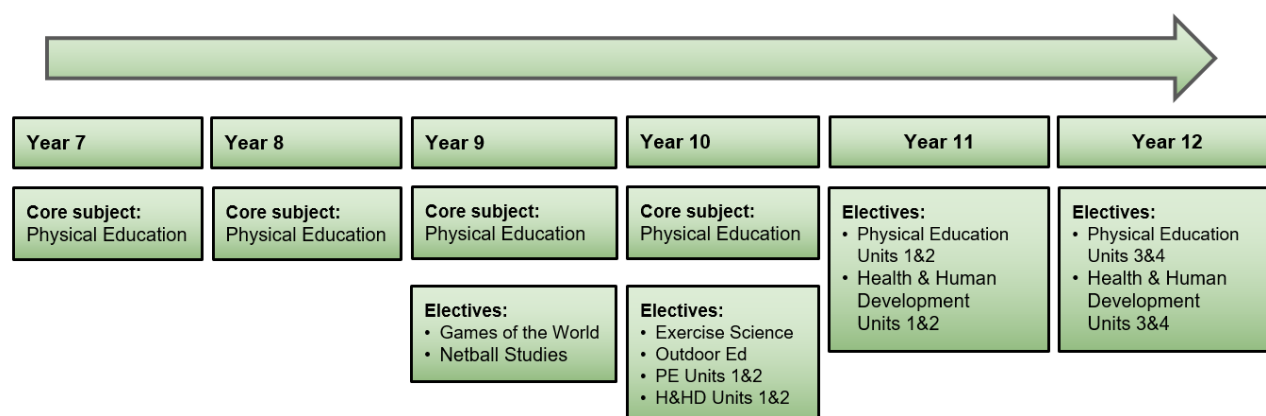 Year 7
Year 8
Year 9
Year 10
Year 11
Year 12
Core subject:
Physical Education
Core subject:
Physical Education
Core subject:
Physical Education
Core subject:
Physical Education
Electives:
• Physical Education
Units 1&2
• Health & Human
Development
Units 1&2
Electives:
• Physical Education
Units 3&4
• Health & Human
Development
Units 3&4
Electives:
• Games of the World
• Netball Studies
Electives:
• Exercise Science
• Outdoor Ed
• PE Units 1&2
• H&HD Units 1&2